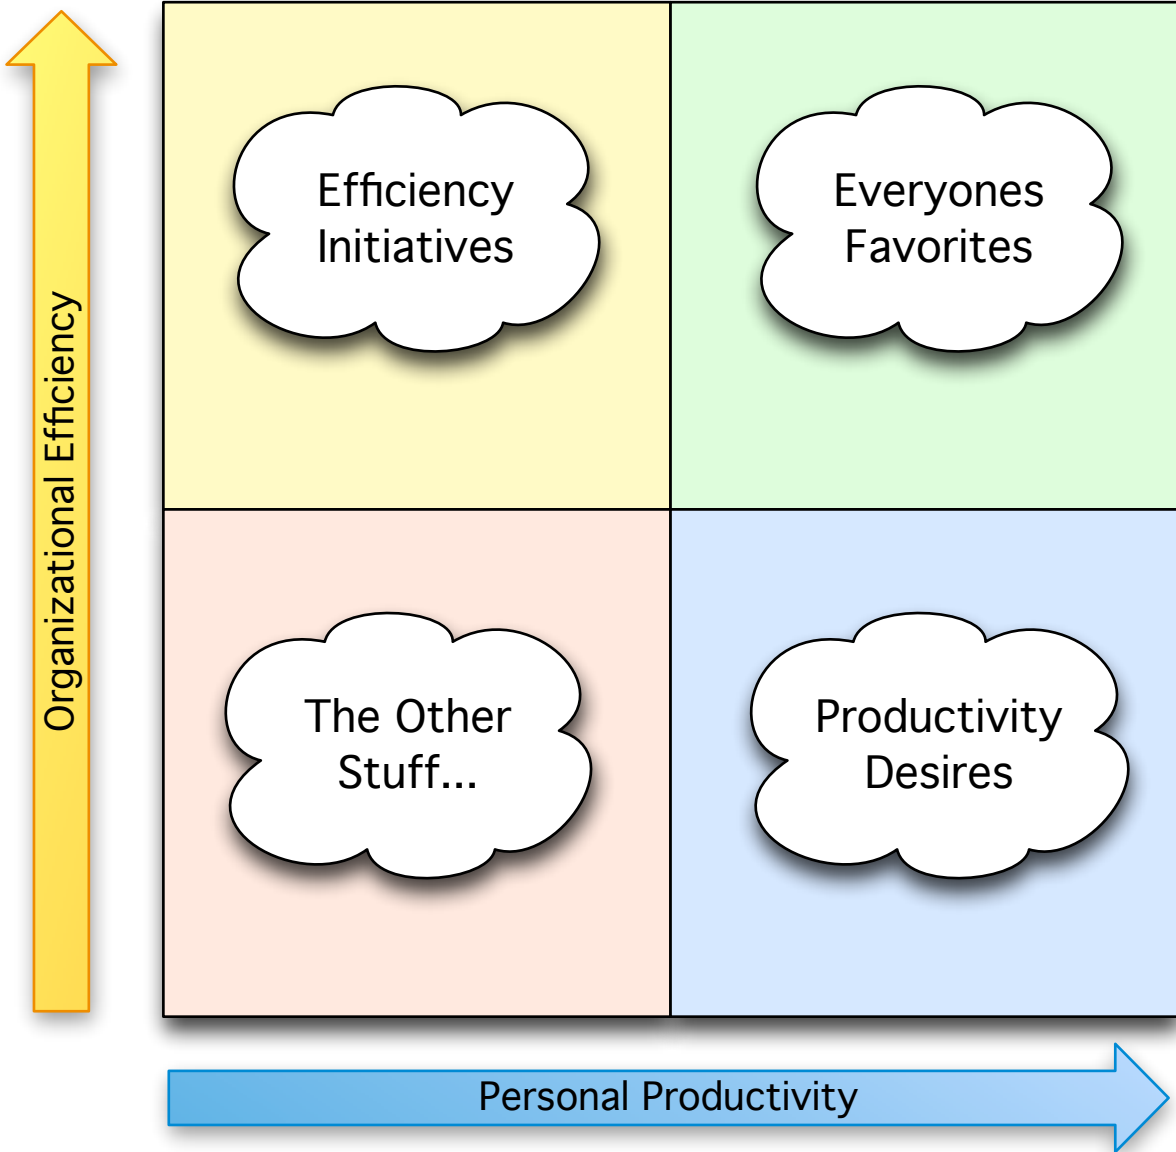 Organizational Efficiency
Efficiency
Initiatives
Everyones
Favorites
The Other
Stuff...
Productivity
Desires
Personal Productivity